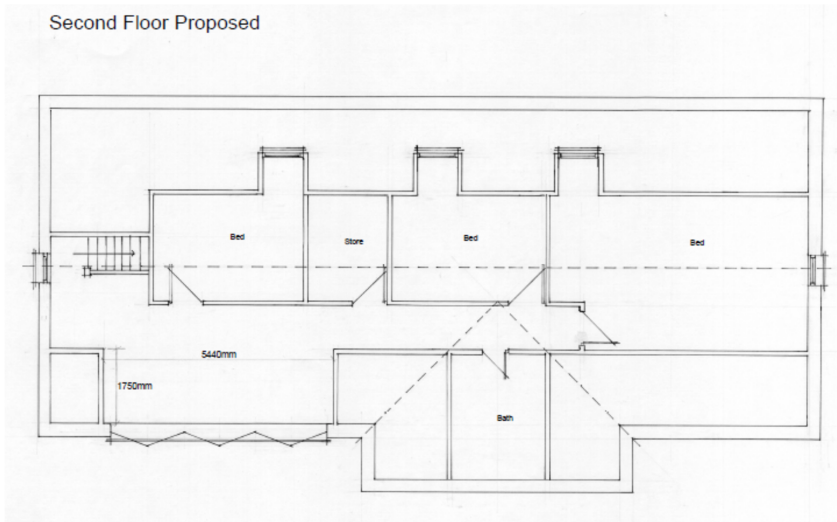 Second Floor Proposed
Bed
Store
Bed
Bed
5440mm
1750mm
Bath